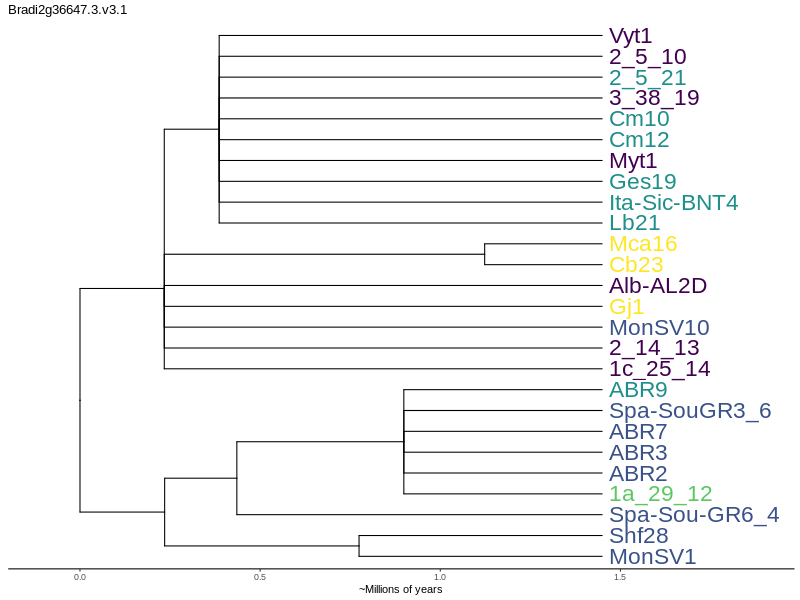 Bradi2g36647.3.v3.1
Vyt1
2_5_10
2_5_21
3_38_19
Cm10
Cm12
Myt1
Ges19
Ita-Sic-BNT4
Lb21
Mca16
Cb23
Alb-AL2D
Gj1
MonSV10
2_14_13
1c_25_14
ABR9
Spa-SouGR3_6
ABR7
ABR3
ABR2
1a_29_12
Spa-Sou-GR6_4
Shf28
MonSV1
0.0 0.5 1.0 1.5
~Millions of years